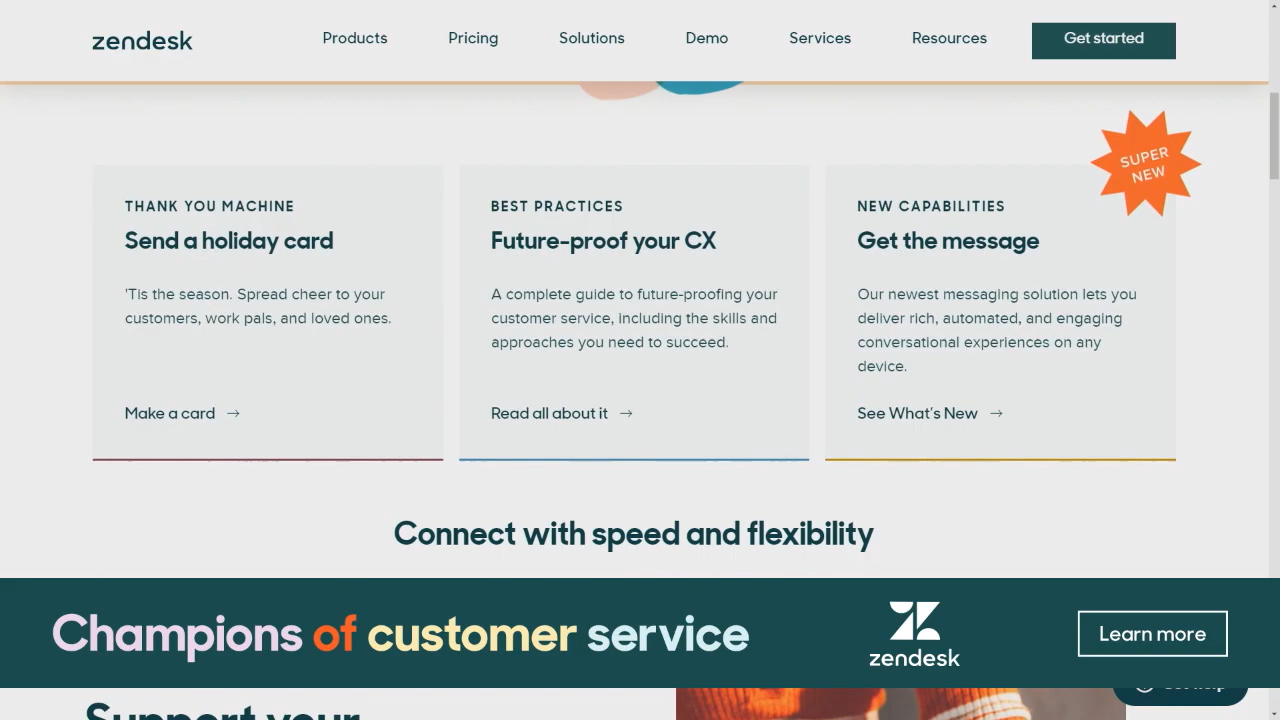 zendesk
Products
Pricing
Solutions
Demo
Services
Resources
Get started
SUPER
NEW
THANK YOU MACHINE
Send a holiday card
'Tis the season. Spread cheer to your
customers, work pals, and loved ones.
Make a card →
BEST PRACTICES
Future-proof your CX
A complete guide to future-proofing your
customer service, including the skills and
approaches you need to succeed.
Read all about it →
NEW CAPABILITIES
Get the message
Our newest messaging solution lets you
deliver rich, automated, and engaging
conversational experiences on any
device.
See What's New →
Connect with speed and flexibility
Champions of customer service
zendesk
Learn more
Support your